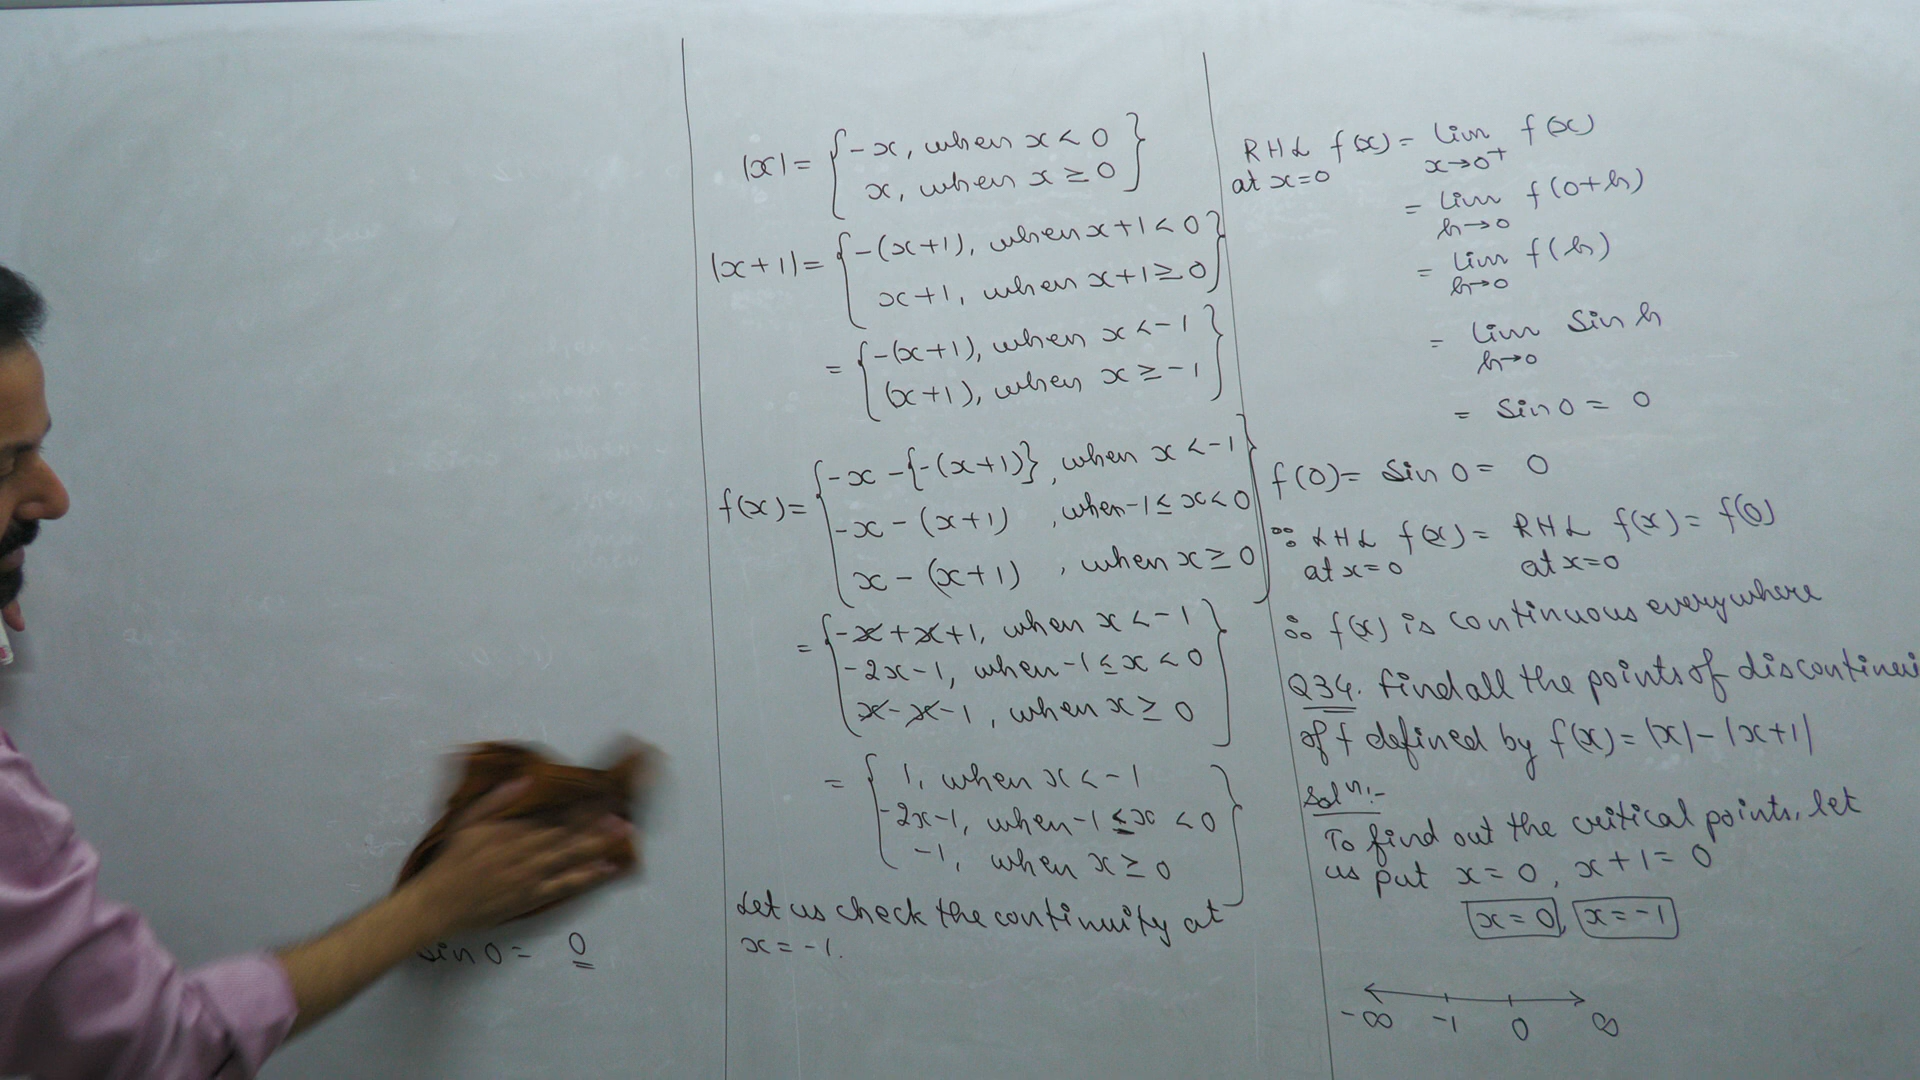 sin 0 = 0
|x| = { -x, when x < 0
x, when x ≥ 0 }
|x+1| = { -(x+1), when x+1 < 0
x+1, when x+1 ≥ 0 }
= { -(x+1), when x < -1
(x+1), when x ≥ -1 }
f(x) = { -x - {-(x+1)}, when x < -1
-x - (x+1) , when -1 ≤ x < 0
x - (x+1) , when x ≥ 0 }
= { -x + x + 1, when x < -1
-2x-1, when -1 ≤ x < 0
x - x - 1, when x ≥ 0 }
= { 1, when x < -1
-2x-1, when -1 ≤ x < 0
-1, when x ≥ 0 }
Let us check the continuity at
x = -1.
RHL f(x) = lim f(x)
at x=0 x→0+
= lim f(0+h)
h→0
= lim f(h)
h→0
= lim Sin h
h→0
= Sin 0 = 0
f(0) = Sin 0 = 0
∵ LHL f(x) = RHL f(x) = f(0)
at x=0 at x=0
∴ f(x) is continuous everywhere
Q34. Find all the points of discontinui
of f defined by f(x) = |x| - |x+1|
Solⁿ:-
To find out the critical points, let
us put x = 0, x+1 = 0
x = 0, x = -1
-∞ -1 0 ∞